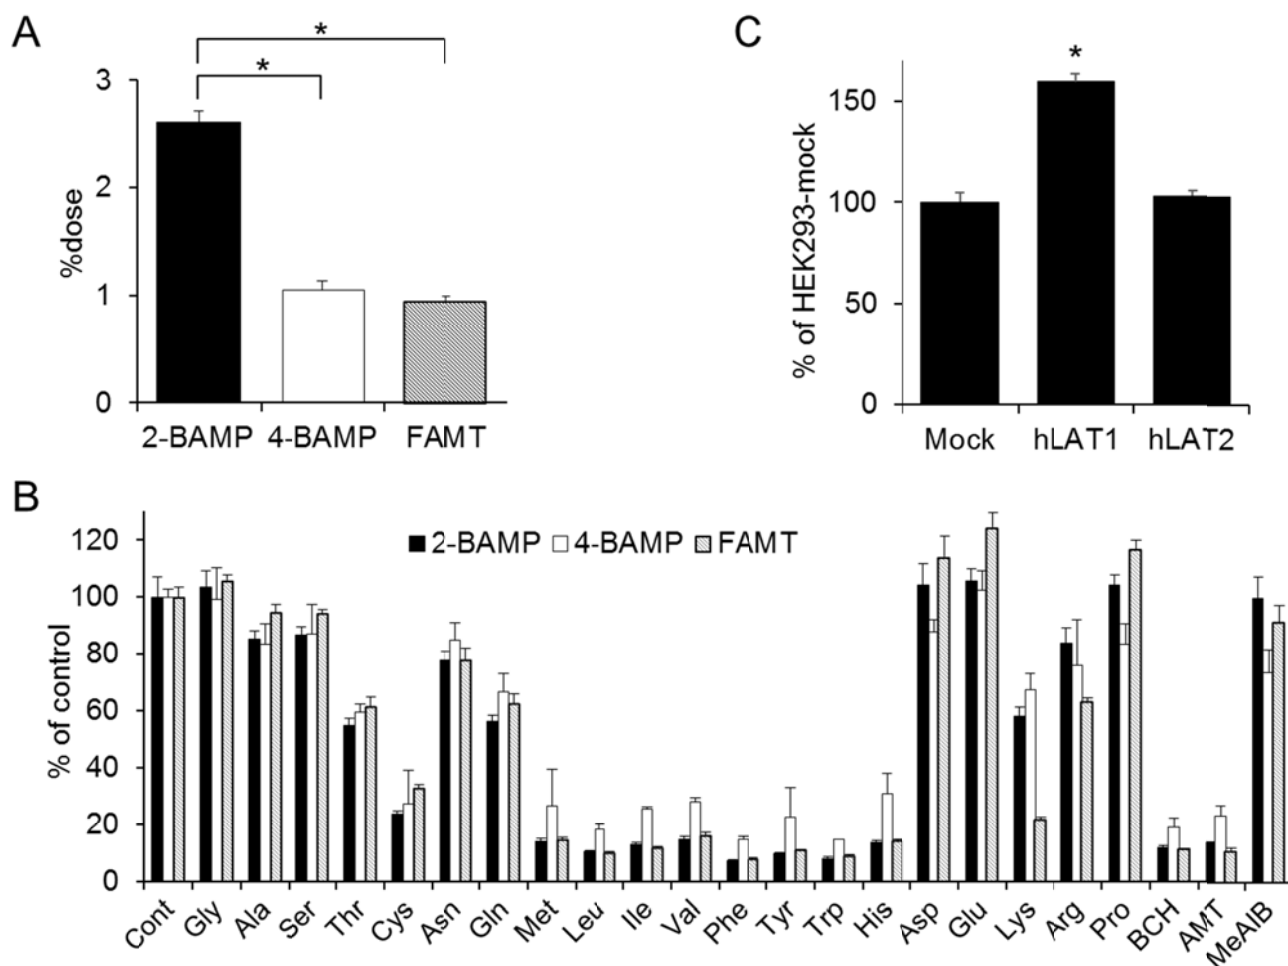 A
*
*
3
2
1
0
%dose
2-BAMP 4-BAMP FAMT
C
*
150
100
50
0
% of HEK293-mock
Mock hLAT1 hLAT2
B
2-BAMP 4-BAMP FAMT
120
100
80
60
40
20
0
% of control
Cont Gly Ala Ser Thr Cys Asn Gln Met Leu Ile Val Phe Tyr Trp His Asp Glu Lys Arg Pro BCH AMT MeAIB